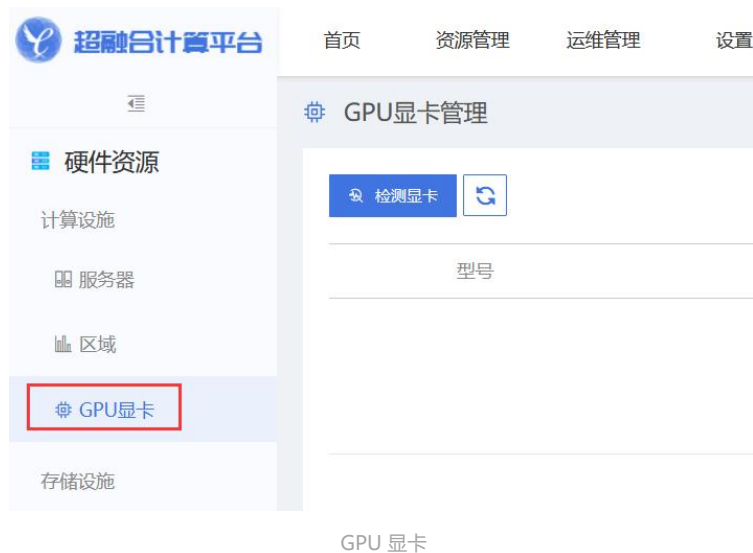 超融合计算平台
首页 资源管理 运维管理 设置
GPU显卡管理
硬件资源
计算设施
服务器
区域
GPU显卡
存储设施
检测显卡
型号
GPU 显卡